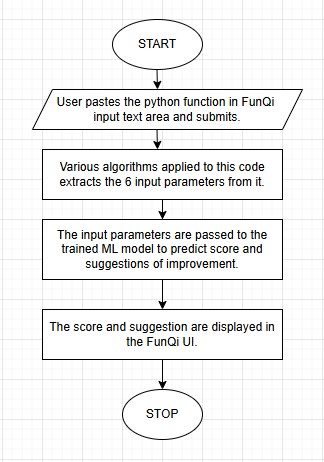 START
User pastes the python function in FunQi
input text area and submits.
Various algorithms applied to this code
extracts the 6 input parameters from it.
The input parameters are passed to the
trained ML model to predict score and
suggestions of improvement.
The score and suggestion are displayed in
the FunQi UI.
STOP